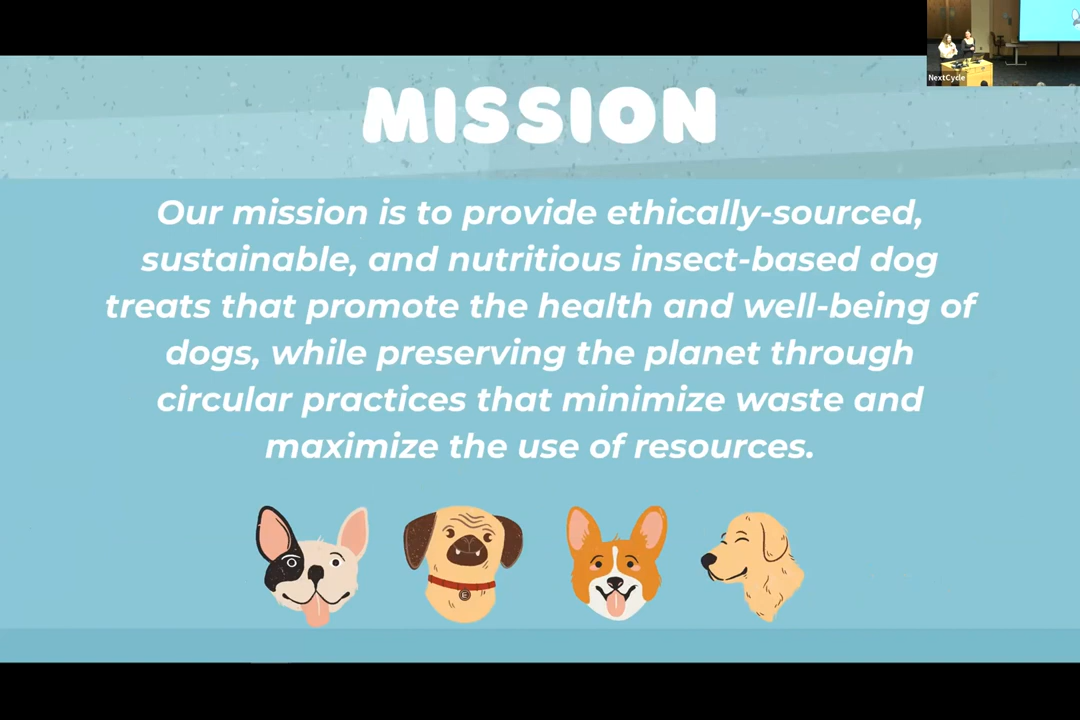 NextCycle
MISSION
Our mission is to provide ethically-sourced,
sustainable, and nutritious insect-based dog
treats that promote the health and well-being of
dogs, while preserving the planet through
circular practices that minimize waste and
maximize the use of resources.
E